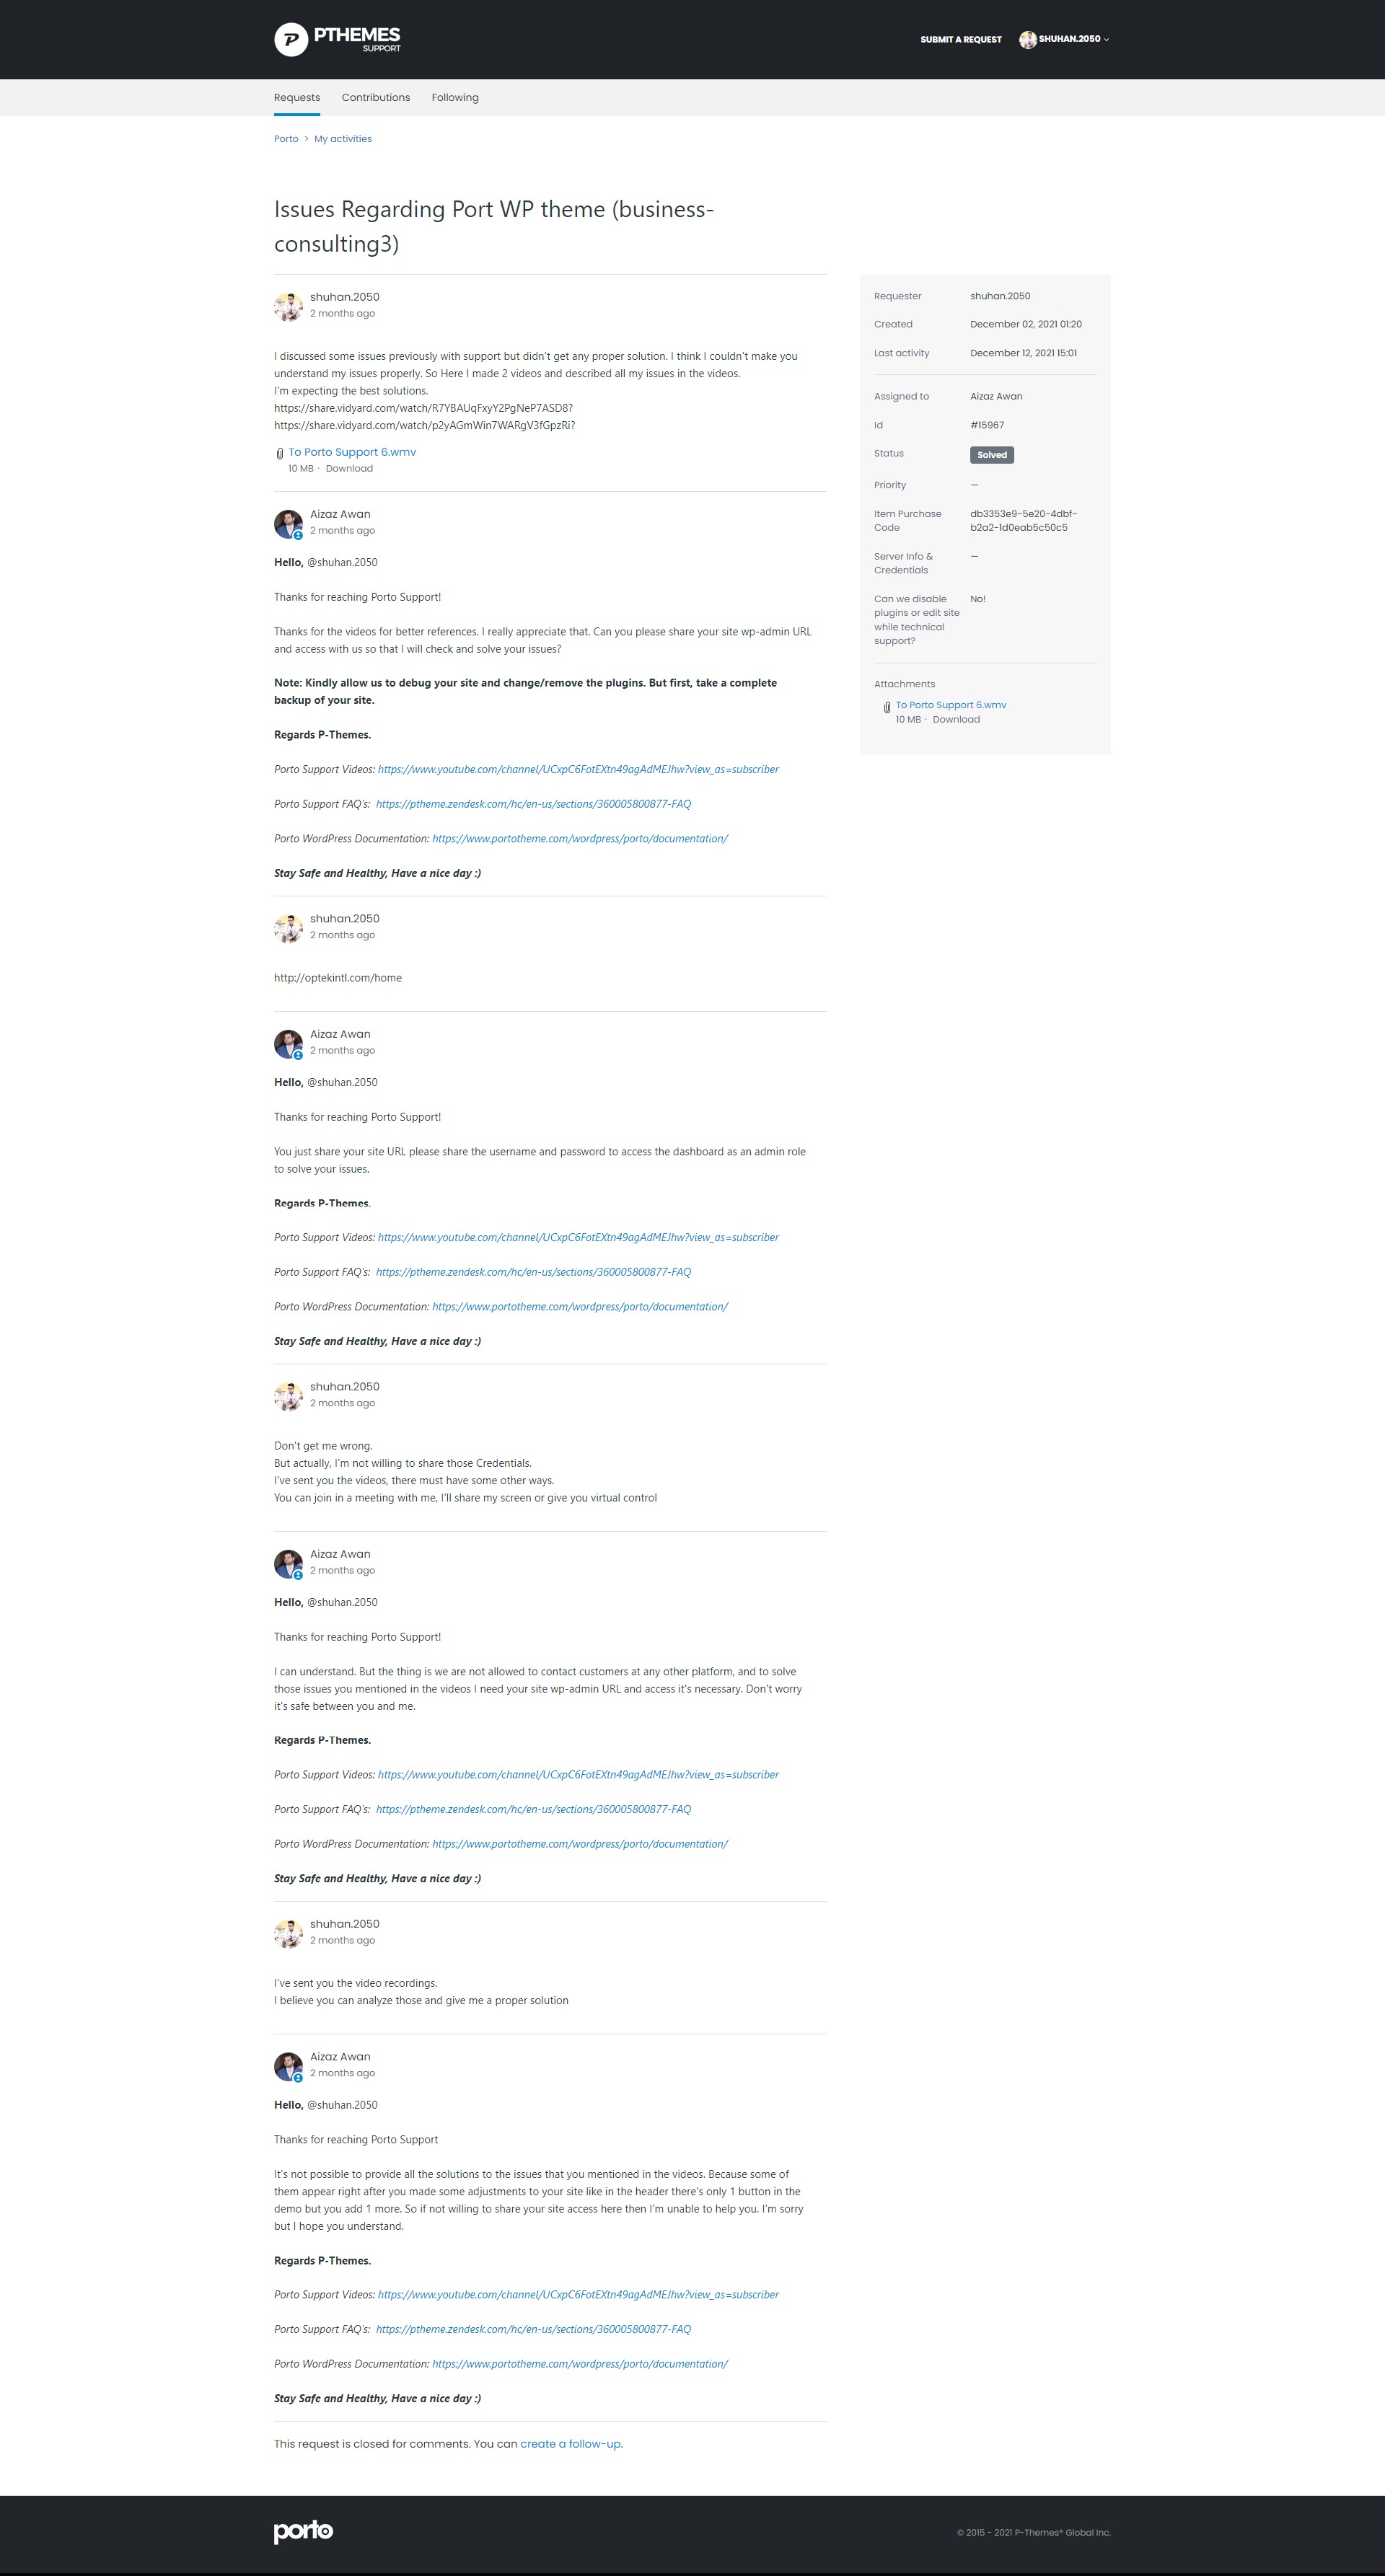 PTHEMES
SUPPORT
SUBMIT A REQUEST
SHUHAN.2050
Requests Contributions Following
Porto > My activities
Issues Regarding Port WP theme (business-
consulting3)
shuhan.2050
2 months ago
I discussed some issues previously with support but didn't get any proper solution. I think I couldn't make you
understand my issues properly. So Here I made 2 videos and described all my issues in the videos.
I'm expecting the best solutions.
https://share.vidyard.com/watch/R7YBAUqFxyY2PgNeP7ASD8?
https://share.vidyard.com/watch/p2yAGmWin7WARgV3fGpzRi?
To Porto Support 6.wmv
10 MB · Download
Aizaz Awan
2 months ago
Hello, @shuhan.2050
Thanks for reaching Porto Support!
Thanks for the videos for better references. I really appreciate that. Can you please share your site wp-admin URL
and access with us so that I will check and solve your issues?
Note: Kindly allow us to debug your site and change/remove the plugins. But first, take a complete
backup of your site.
Regards P-Themes.
Porto Support Videos: https://www.youtube.com/channel/UCxpC6FotEXtn49agAdMEJhw?view_as=subscriber
Porto Support FAQ's: https://ptheme.zendesk.com/hc/en-us/sections/360005800877-FAQ
Porto WordPress Documentation: https://www.portotheme.com/wordpress/porto/documentation/
Stay Safe and Healthy, Have a nice day :)
shuhan.2050
2 months ago
http://optekintl.com/home
Aizaz Awan
2 months ago
Hello, @shuhan.2050
Thanks for reaching Porto Support!
You just share your site URL please share the username and password to access the dashboard as an admin role
to solve your issues.
Regards P-Themes.
Porto Support Videos: https://www.youtube.com/channel/UCxpC6FotEXtn49agAdMEJhw?view_as=subscriber
Porto Support FAQ's: https://ptheme.zendesk.com/hc/en-us/sections/360005800877-FAQ
Porto WordPress Documentation: https://www.portotheme.com/wordpress/porto/documentation/
Stay Safe and Healthy, Have a nice day :)
shuhan.2050
2 months ago
Don't get me wrong.
But actually, I'm not willing to share those Credentials.
I've sent you the videos, there must have some other ways.
You can join in a meeting with me, I'll share my screen or give you virtual control
Aizaz Awan
2 months ago
Hello, @shuhan.2050
Thanks for reaching Porto Support!
I can understand. But the thing is we are not allowed to contact customers at any other platform, and to solve
those issues you mentioned in the videos I need your site wp-admin URL and access it's necessary. Don't worry
it's safe between you and me.
Regards P-Themes.
Porto Support Videos: https://www.youtube.com/channel/UCxpC6FotEXtn49agAdMEJhw?view_as=subscriber
Porto Support FAQ's: https://ptheme.zendesk.com/hc/en-us/sections/360005800877-FAQ
Porto WordPress Documentation: https://www.portotheme.com/wordpress/porto/documentation/
Stay Safe and Healthy, Have a nice day :)
shuhan.2050
2 months ago
I've sent you the video recordings.
I believe you can analyze those and give me a proper solution
Aizaz Awan
2 months ago
Hello, @shuhan.2050
Thanks for reaching Porto Support
It's not possible to provide all the solutions to the issues that you mentioned in the videos. Because some of
them appear right after you made some adjustments to your site like in the header there's only 1 button in the
demo but you add 1 more. So if not willing to share your site access here then I'm unable to help you. I'm sorry
but I hope you understand.
Regards P-Themes.
Porto Support Videos: https://www.youtube.com/channel/UCxpC6FotEXtn49agAdMEJhw?view_as=subscriber
Porto Support FAQ's: https://ptheme.zendesk.com/hc/en-us/sections/360005800877-FAQ
Porto WordPress Documentation: https://www.portotheme.com/wordpress/porto/documentation/
Stay Safe and Healthy, Have a nice day :)
This request is closed for comments. You can create a follow-up.
Requester shuhan.2050
Created December 02, 2021 01:20
Last activity December 12, 2021 15:01
Assigned to Aizaz Awan
Id #15967
Status Solved
Priority —
Item Purchase db3353e9-5e20-4dbf-
Code b2a2-1d0eab5c50c5
Server Info & —
Credentials
Can we disable No!
plugins or edit site
while technical
support?
Attachments
To Porto Support 6.wmv
10 MB · Download
porto
© 2015 - 2021 P-Themes® Global Inc.